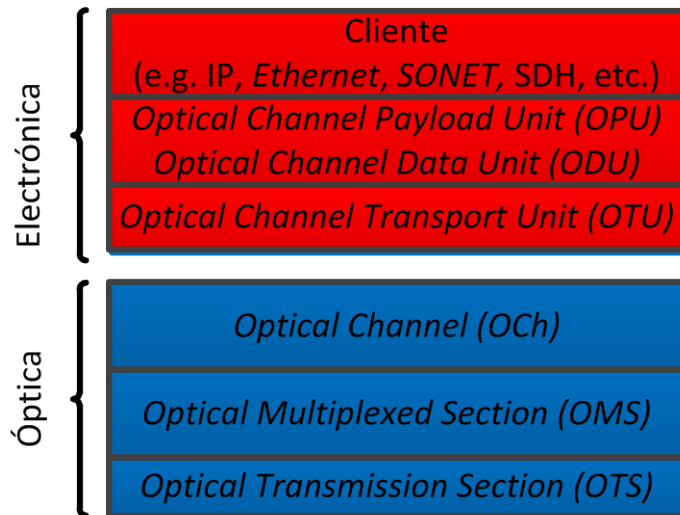 Electrónica
Cliente
(e.g. IP, Ethernet, SONET, SDH, etc.)
Optical Channel Payload Unit (OPU)
Optical Channel Data Unit (ODU)
Optical Channel Transport Unit (OTU)
Óptica
Optical Channel (OCh)
Optical Multiplexed Section (OMS)
Optical Transmission Section (OTS)